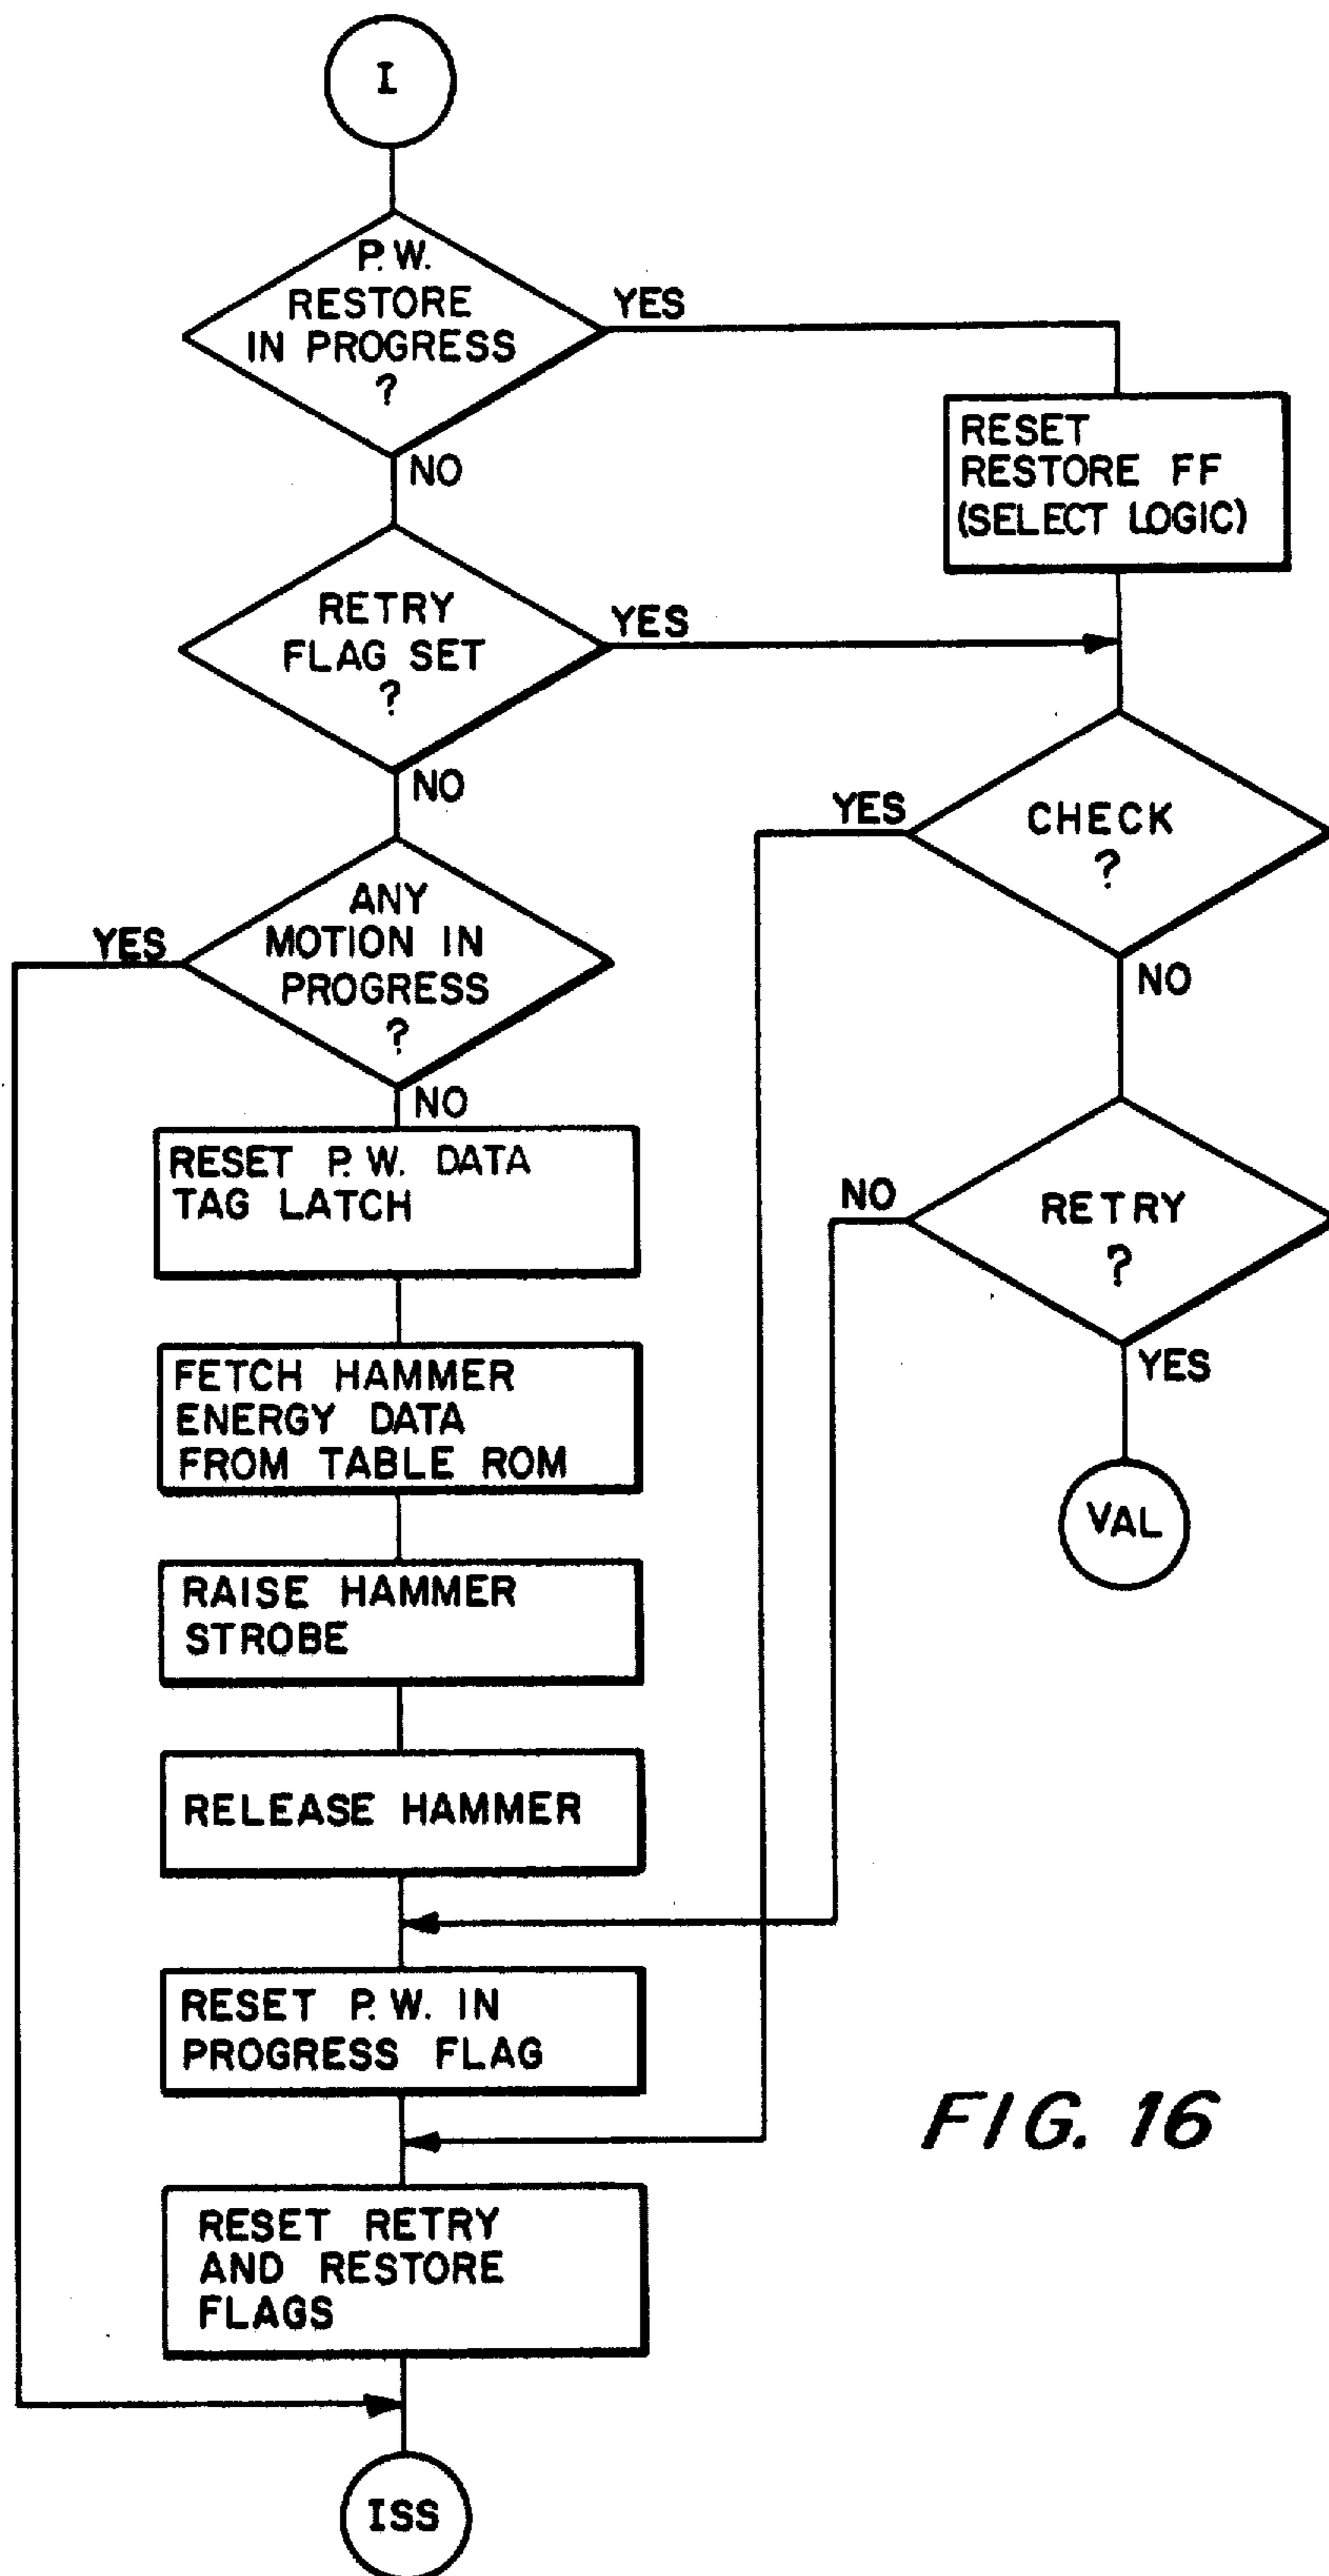 I
P.W.
RESTORE
IN PROGRESS
?
YES
NO
RESET
RESTORE FF
(SELECT LOGIC)
RETRY
FLAG SET
?
YES
NO
CHECK
?
YES
NO
ANY
MOTION IN
PROGRESS
?
YES
NO
RETRY
?
NO
YES
VAL
RESET P.W. DATA
TAG LATCH
FETCH HAMMER
ENERGY DATA
FROM TABLE ROM
RAISE HAMMER
STROBE
RELEASE HAMMER
RESET P.W. IN
PROGRESS FLAG
RESET RETRY
AND RESTORE
FLAGS
ISS
FIG. 16